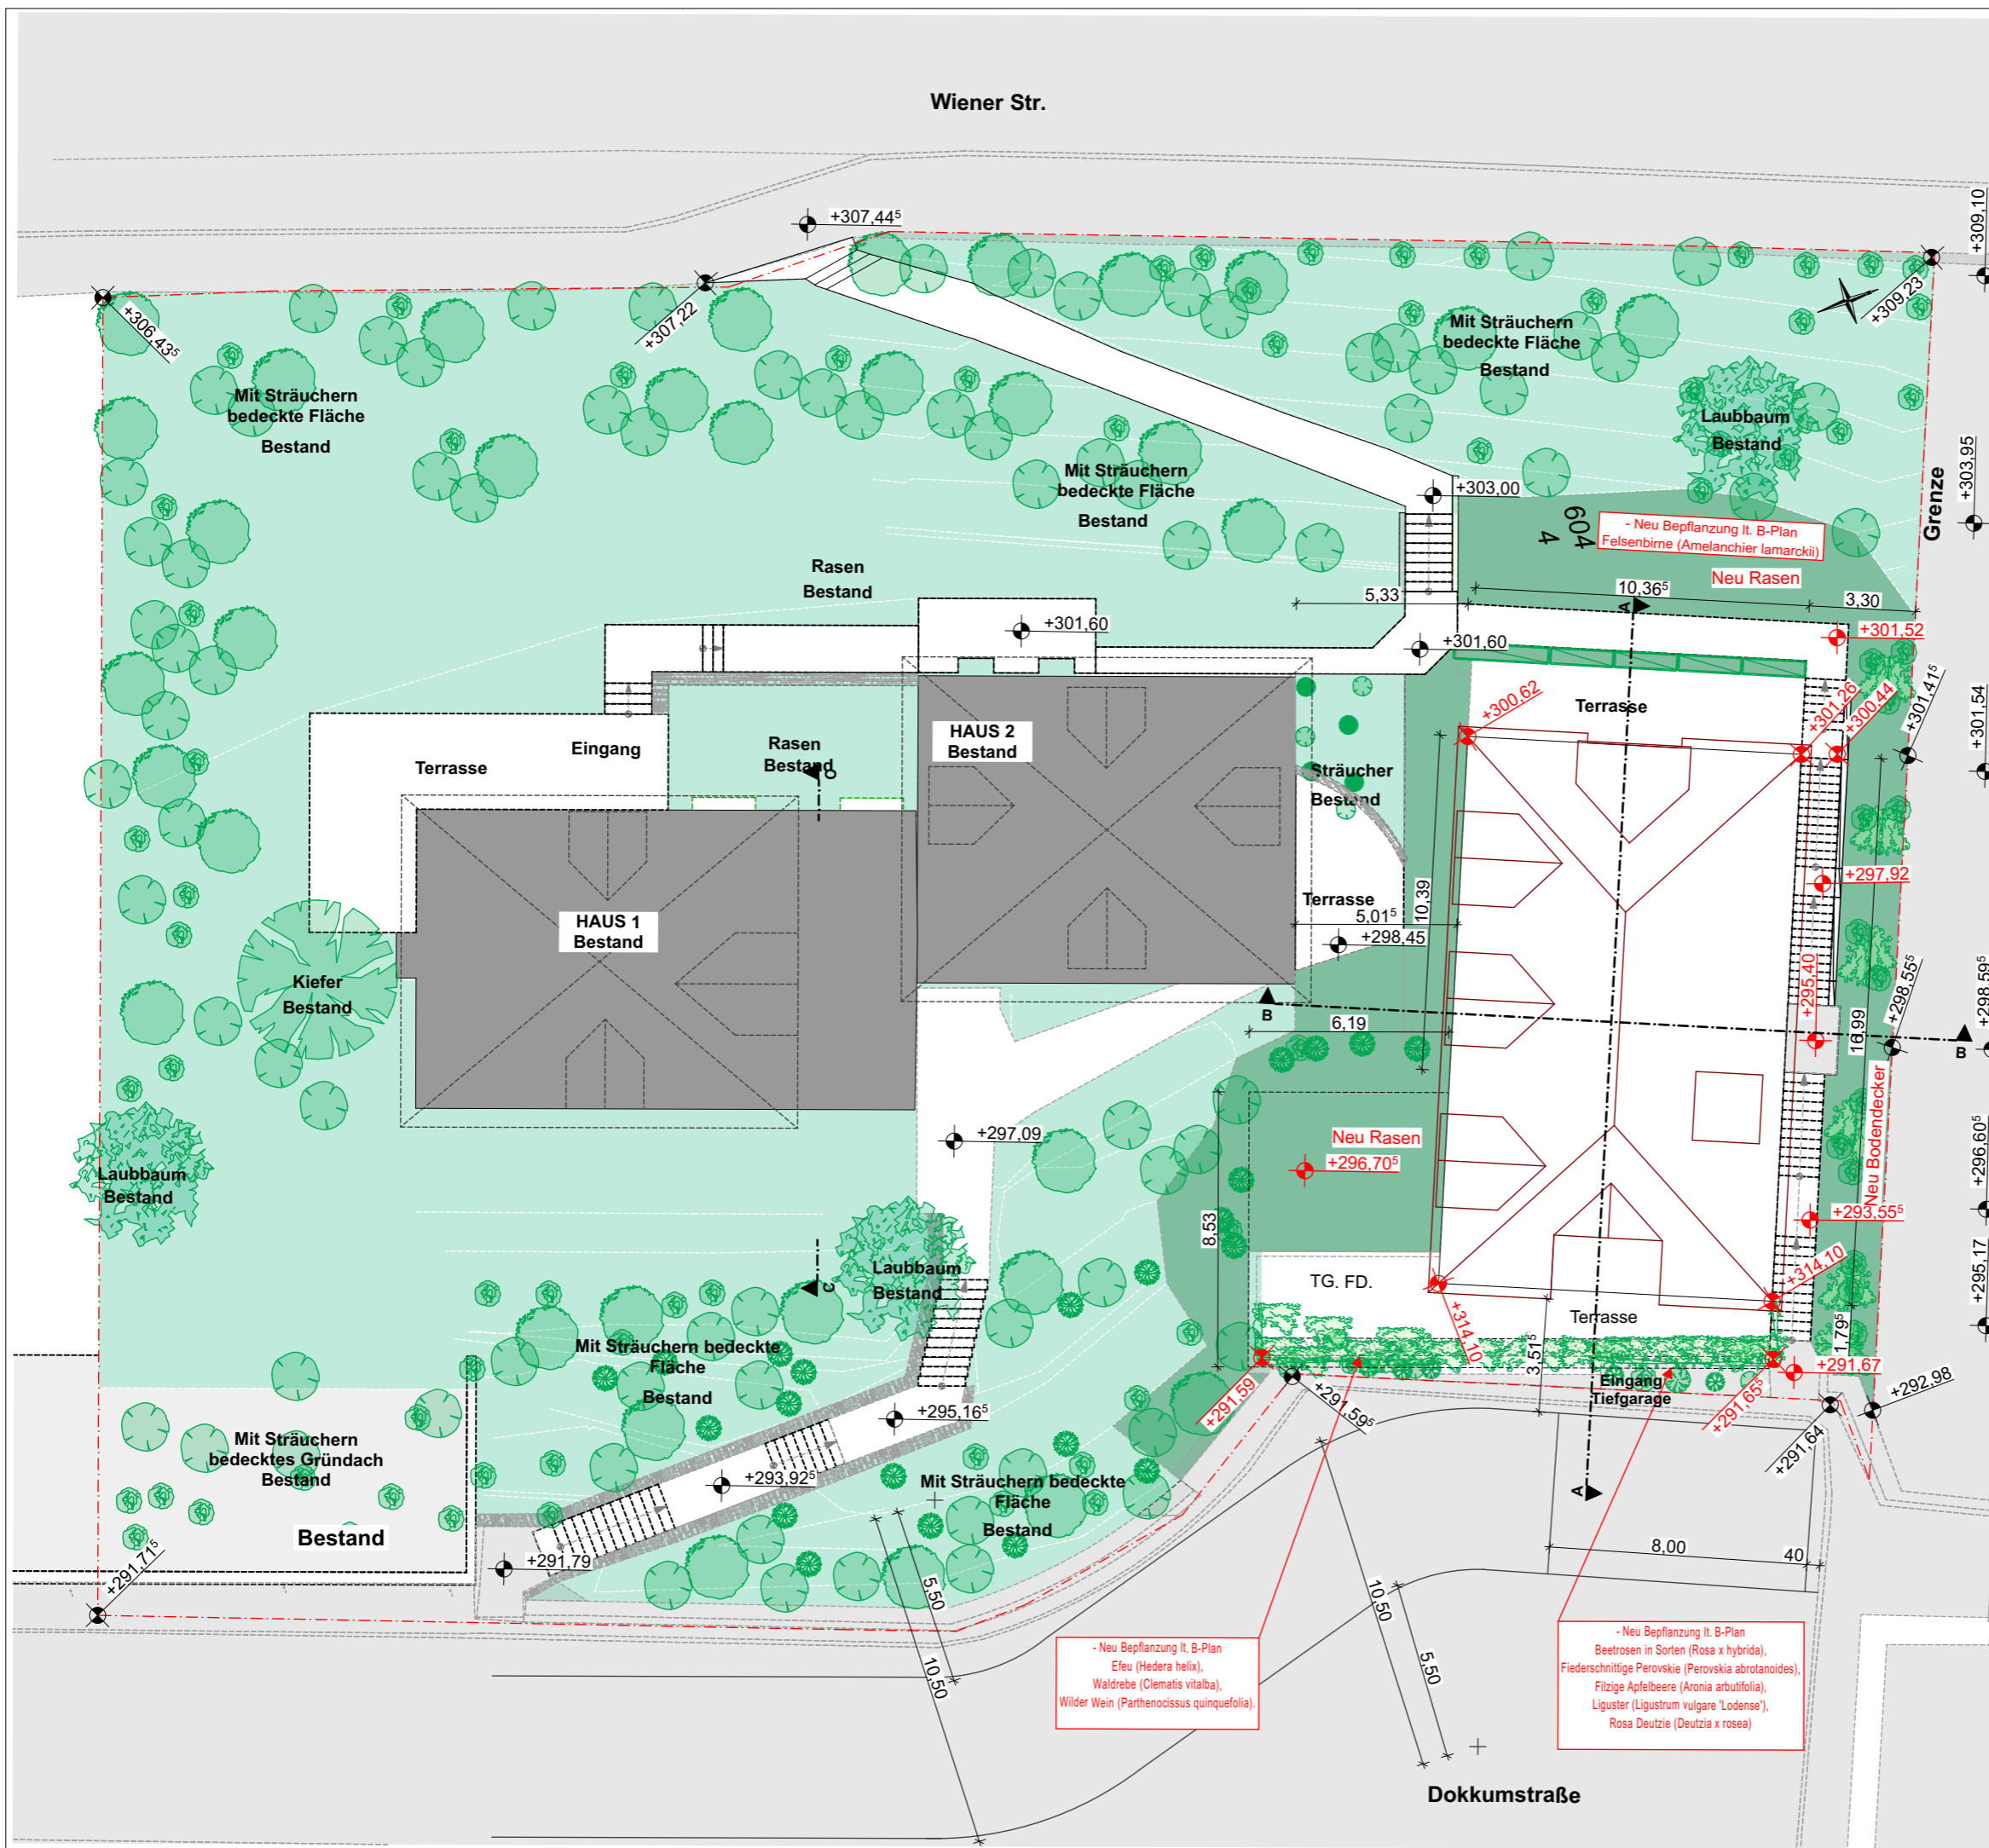 Wiener Str.
+309,10
+307,44⁵
+309,23
+306,43⁵
+307,22
Mit Sträuchern
bedeckte Fläche
Bestand
Mit Sträuchern
bedeckte Fläche
Bestand
Laubbaum
Bestand
Mit Sträuchern
bedeckte Fläche
Bestand
+303,95
Grenze
+303,00
604
4
- Neu Bepflanzung lt. B-Plan
Felsenbirne (Amelanchier lamarckii)
Neu Rasen
Rasen
Bestand
5,33
10,36⁵
3,30
A
+301,60
+301,60
+301,52
+300,62
Terrasse
+301,26
+300,44
+301,41⁵
+301,54
HAUS 2
Bestand
Eingang
Rasen
Bestand
C
Terrasse
Sträucher
Bestand
10,39
+297,92
Terrasse
5,01⁵
+298,45
HAUS 1
Bestand
Kiefer
Bestand
+295,40
+298,55⁵
+298,59⁵
B
6,19
16,99
B
+297,09
Neu Rasen
+296,70⁵
Neu Bodendecker
+296,60⁵
Laubbaum
Bestand
8,53
+293,55⁵
+295,17
Laubbaum
Bestand
C
TG. FD.
+314,10
Terrasse
+314,10
3,51⁵
1,79⁵
Mit Sträuchern bedeckte
Fläche
Bestand
+291,67
Eingang
Tiefgarage
+291,59
+291,59⁵
+291,65⁵
+292,98
+291,64
+295,16⁵
Mit Sträuchern
bedecktes Gründach
Bestand
+293,92⁵
Mit Sträuchern bedeckte
Fläche
Bestand
A
Bestand
+291,79
+291,71⁵
8,00
40
5,50
10,50
10,50
5,50
- Neu Bepflanzung lt. B-Plan
Efeu (Hedera helix),
Waldrebe (Clematis vitalba),
Wilder Wein (Parthenocissus quinquefolia).
- Neu Bepflanzung lt. B-Plan
Beetrosen in Sorten (Rosa x hybrida),
Fiederschnittige Perovskie (Perovskia abrotanoides),
Filzige Apfelbeere (Aronia arbutifolia),
Liguster (Ligustrum vulgare 'Lodense'),
Rosa Deutzie (Deutzia x rosea)
Dokkumstraße